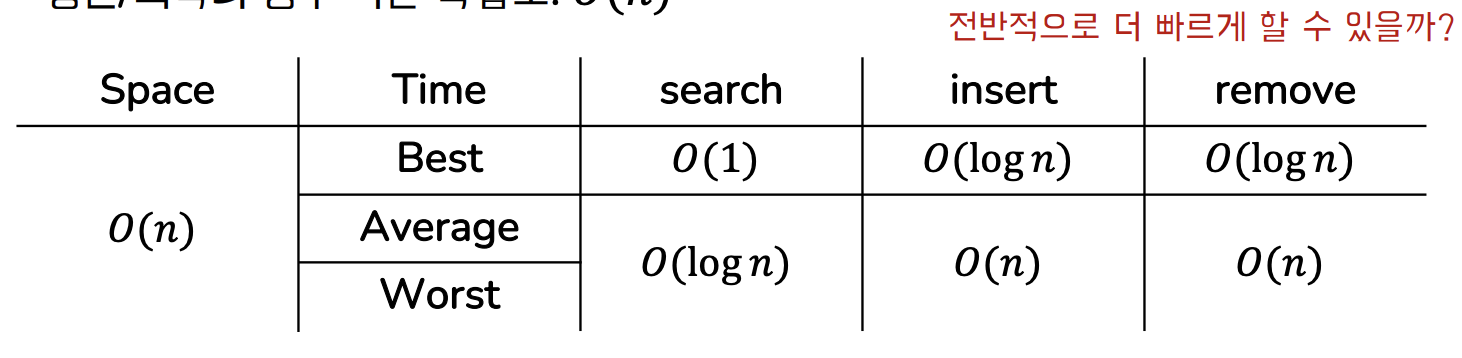 O(n)
전반적으로 더 빠르게 할 수 있을까?
Space Time search insert remove
Best O(1) O(log n) O(log n)
O(n) Average O(log n) O(n) O(n)
Worst